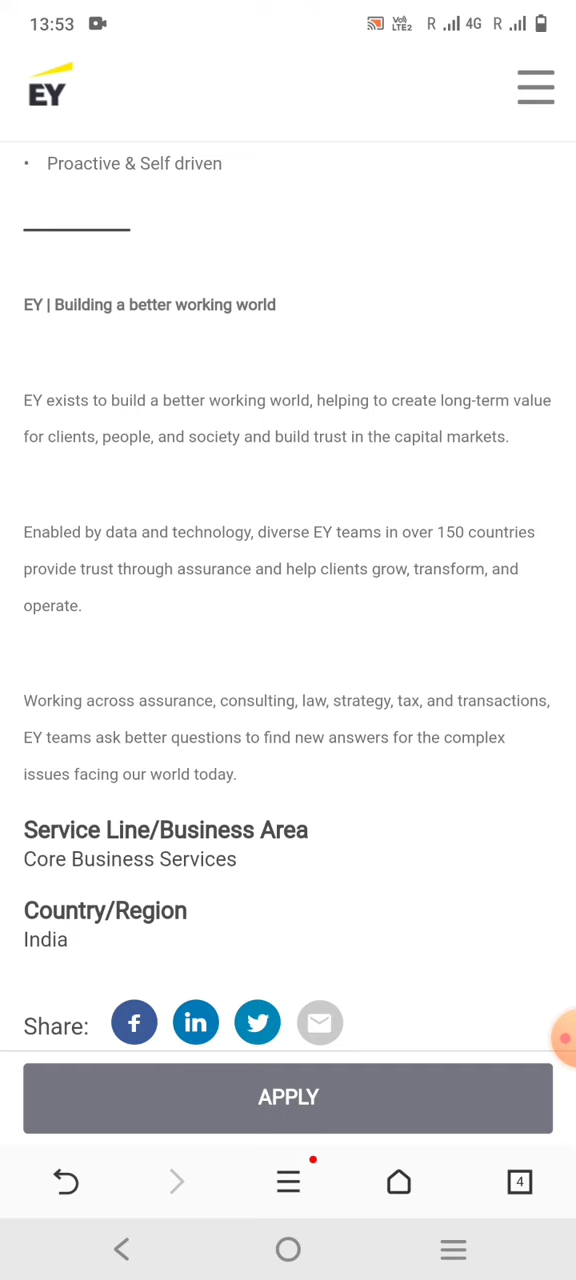 13:53 Vo) LTE2 R 4G R
EY
• Proactive & Self driven
EY | Building a better working world
EY exists to build a better working world, helping to create long-term value
for clients, people, and society and build trust in the capital markets.
Enabled by data and technology, diverse EY teams in over 150 countries
provide trust through assurance and help clients grow, transform, and
operate.
Working across assurance, consulting, law, strategy, tax, and transactions,
EY teams ask better questions to find new answers for the complex
issues facing our world today.
Service Line/Business Area
Core Business Services
Country/Region
India
Share: f in
APPLY
4